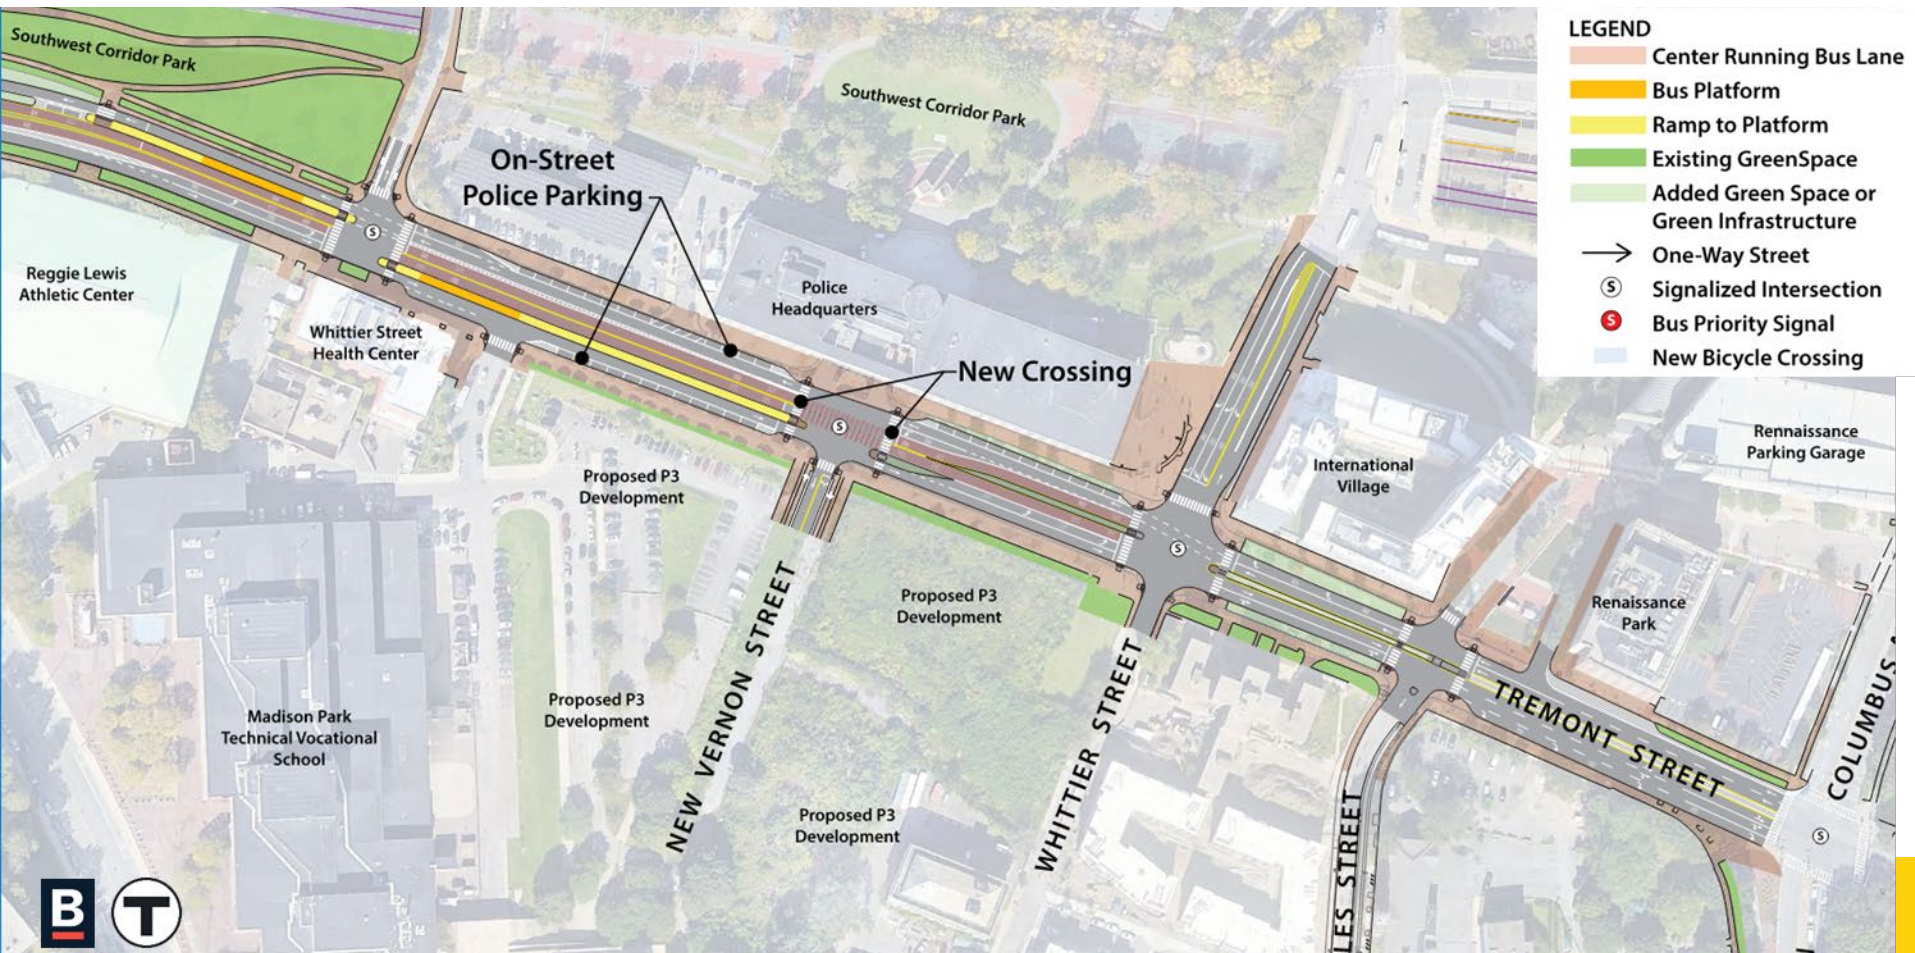 Southwest Corridor Park
Southwest Corridor Park
On-Street
Police Parking
Police
Headquarters
New Crossing
Reggie Lewis
Athletic Center
Whittier Street
Health Center
Proposed P3
Development
Proposed P3
Development
Proposed P3
Development
Proposed P3
Development
Madison Park
Technical Vocational
School
International
Village
Rennaissance
Parking Garage
Renaissance
Park
NEW VERNON STREET
WHITTIER STREET
LES STREET
TREMONT STREET
COLUMBUS
S
S
S
S
LEGEND
Center Running Bus Lane
Bus Platform
Ramp to Platform
Existing GreenSpace
Added Green Space or
Green Infrastructure
One-Way Street
S Signalized Intersection
S Bus Priority Signal
New Bicycle Crossing
B
T